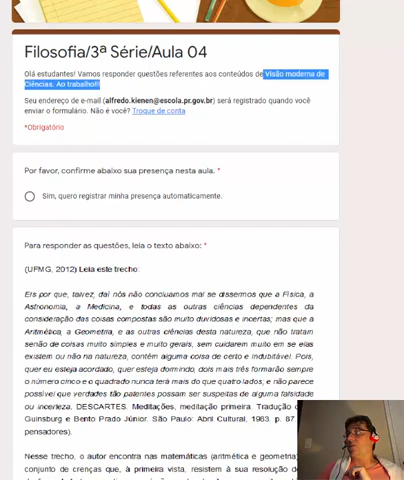 Filosofia/3ª Série/Aula 04
Olá estudantes! Vamos responder questões referentes aos conteúdos de Visão moderna de
Ciências. Ao trabalho!!!
Seu endereço de e-mail (alfredo.kienen@escola.pr.gov.br) será registrado quando você
enviar o formulário. Não é você? Troque de conta
*Obrigatório
Por favor, confirme abaixo sua presença nesta aula. *
Sim, quero registrar minha presença automaticamente.
Para responder as questões, leia o texto abaixo: *
(UFMG, 2012) Leia este trecho:
Eis por que, talvez, daí nós não concluamos mal se dissermos que a Física, a
Astronomia, a Medicina, e todas as outras ciências dependentes da
consideração das coisas compostas são muito duvidosas e incertas; mas que a
Aritmética, a Geometria, e as outras ciências desta natureza, que não tratam
senão de coisas muito simples e muito gerais, sem cuidarem muito em se elas
existem ou não na natureza, contêm alguma coisa de certo e indubitável. Pois,
quer eu esteja acordado, quer esteja dormindo, dois mais três formarão sempre
o número cinco e o quadrado nunca terá mais do que quatro lados; e não parece
possível que verdades tão patentes possam ser suspeitas de alguma falsidade
ou incerteza. DESCARTES. Meditações, meditação primeira. Tradução
Guinsburg e Bento Prado Júnior. São Paulo: Abril Cultural, 1983. p. 87.
pensadores).
Nesse trecho, o autor encontra nas matemáticas (aritmética e geometria
conjunto de crenças que, à primeira vista, resistem à sua resolução